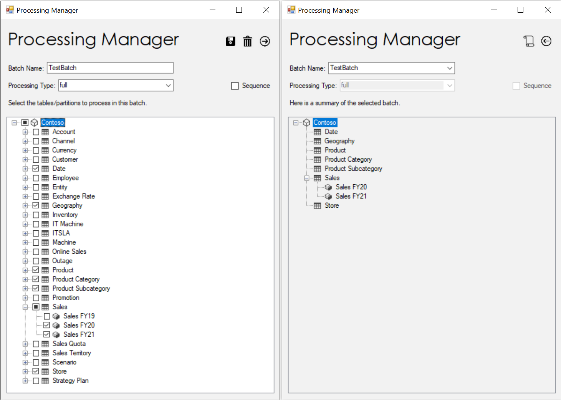 Processing Manager
Processing Manager
Batch Name: TestBatch
Processing Type: full
Sequence
Select the tables/partitions to process in this batch.
Contoso
Account
Channel
Currency
Customer
Date
Employee
Entity
Exchange Rate
Geography
Inventory
IT Machine
ITSLA
Machine
Online Sales
Outage
Product
Product Category
Product Subcategory
Promotion
Sales
Sales FY19
Sales FY20
Sales FY21
Sales Quota
Sales Territory
Scenario
Store
Strategy Plan
Processing Manager
Processing Manager
Batch Name: TestBatch
Processing Type: full
Sequence
Here is a summary of the selected batch.
Contoso
Date
Geography
Product
Product Category
Product Subcategory
Sales
Sales FY20
Sales FY21
Store